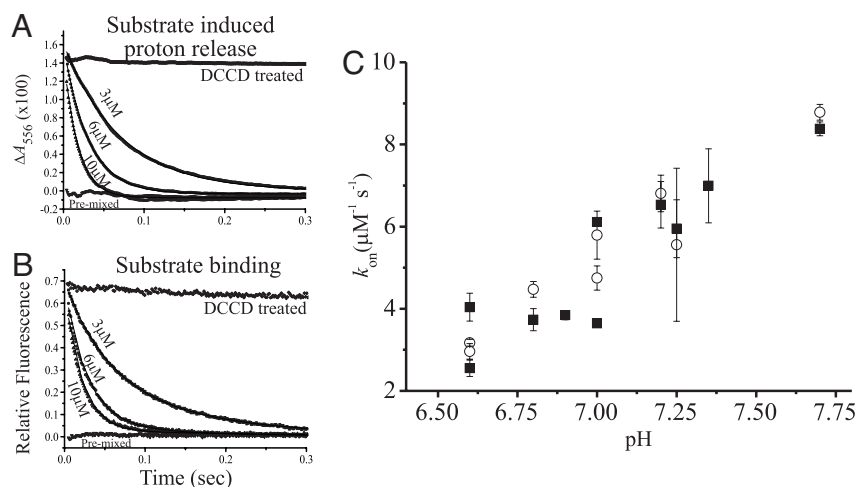 A
Substrate induced
proton release
DCCD treated
3µM
6µM
10µM
Pre-mixed
ΔA556 (x100)
1.6
1.4
1.2
1.0
0.8
0.6
0.4
0.2
0.0
-0.2
0.0
0.1
0.2
0.3
B
Substrate binding
DCCD treated
3µM
6µM
10µM
Pre-mixed
Relative Fluorescence
0.7
0.6
0.5
0.4
0.3
0.2
0.1
0.0
0.0
0.1
0.2
0.3
Time (sec)
C
kon(µM-1 s-1)
10
8
6
4
2
6.50
6.75
7.00
7.25
7.50
7.75
pH